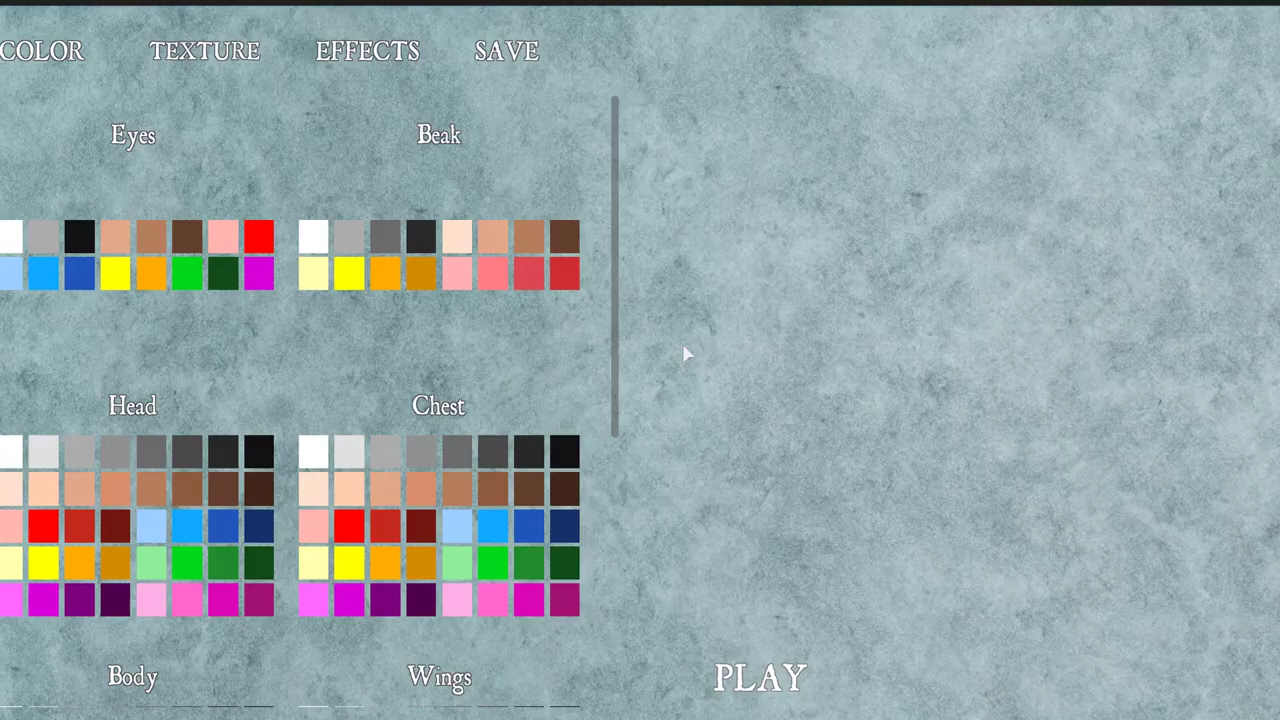 COLOR TEXTURE EFFECTS SAVE
Eyes Beak
Head Chest
Body Wings
PLAY